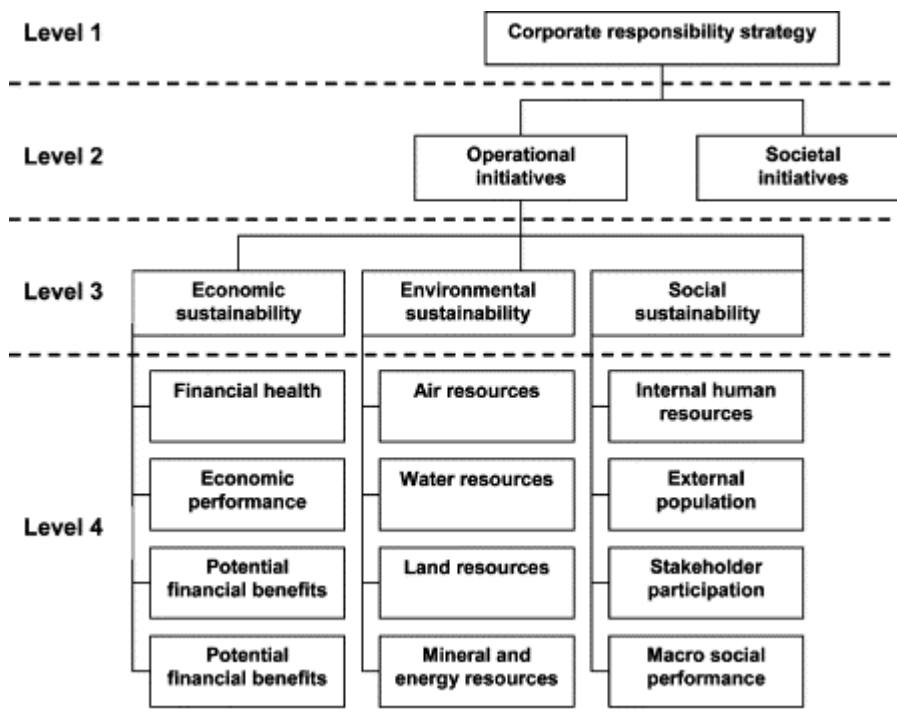 Level 1
Corporate responsibility strategy
Level 2
Operational
initiatives
Societal
initiatives
Level 3
Economic
sustainability
Environmental
sustainability
Social
sustainability
Level 4
Financial health
Air resources
Internal human
resources
Economic
performance
Water resources
External
population
Potential
financial benefits
Land resources
Stakeholder
participation
Potential
financial benefits
Mineral and
energy resources
Macro social
performance